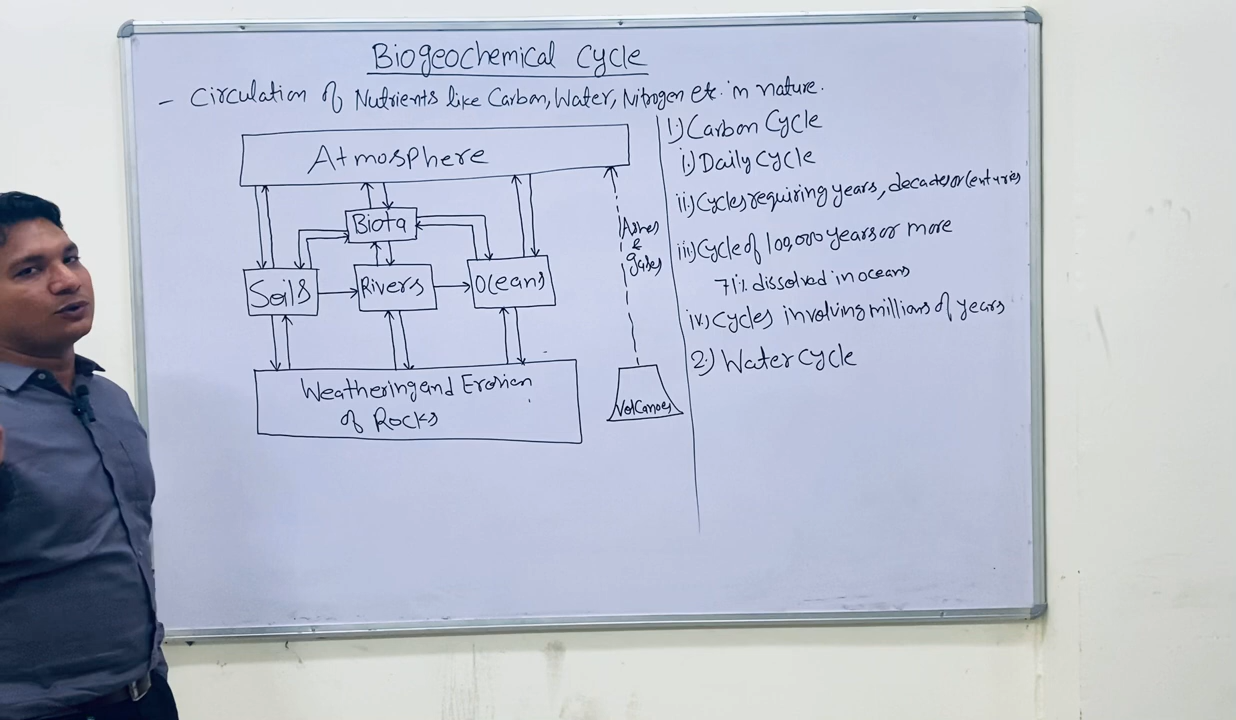 Biogeochemical Cycle
- Circulation of Nutrients like Carbon, Water, Nitrogen etc. in nature.
Atmosphere
Biota
Soils
Rivers
Oceans
Weathering and Erosion
of Rocks
Ashes
&
gases
Volcanoes
1.) Carbon Cycle
i.) Daily Cycle
ii.) Cycles requiring years, decades or Centuries
iii.) Cycle of 100,000 years or more
71% dissolved in oceans
iv.) Cycles involving millions of years
2.) Water Cycle